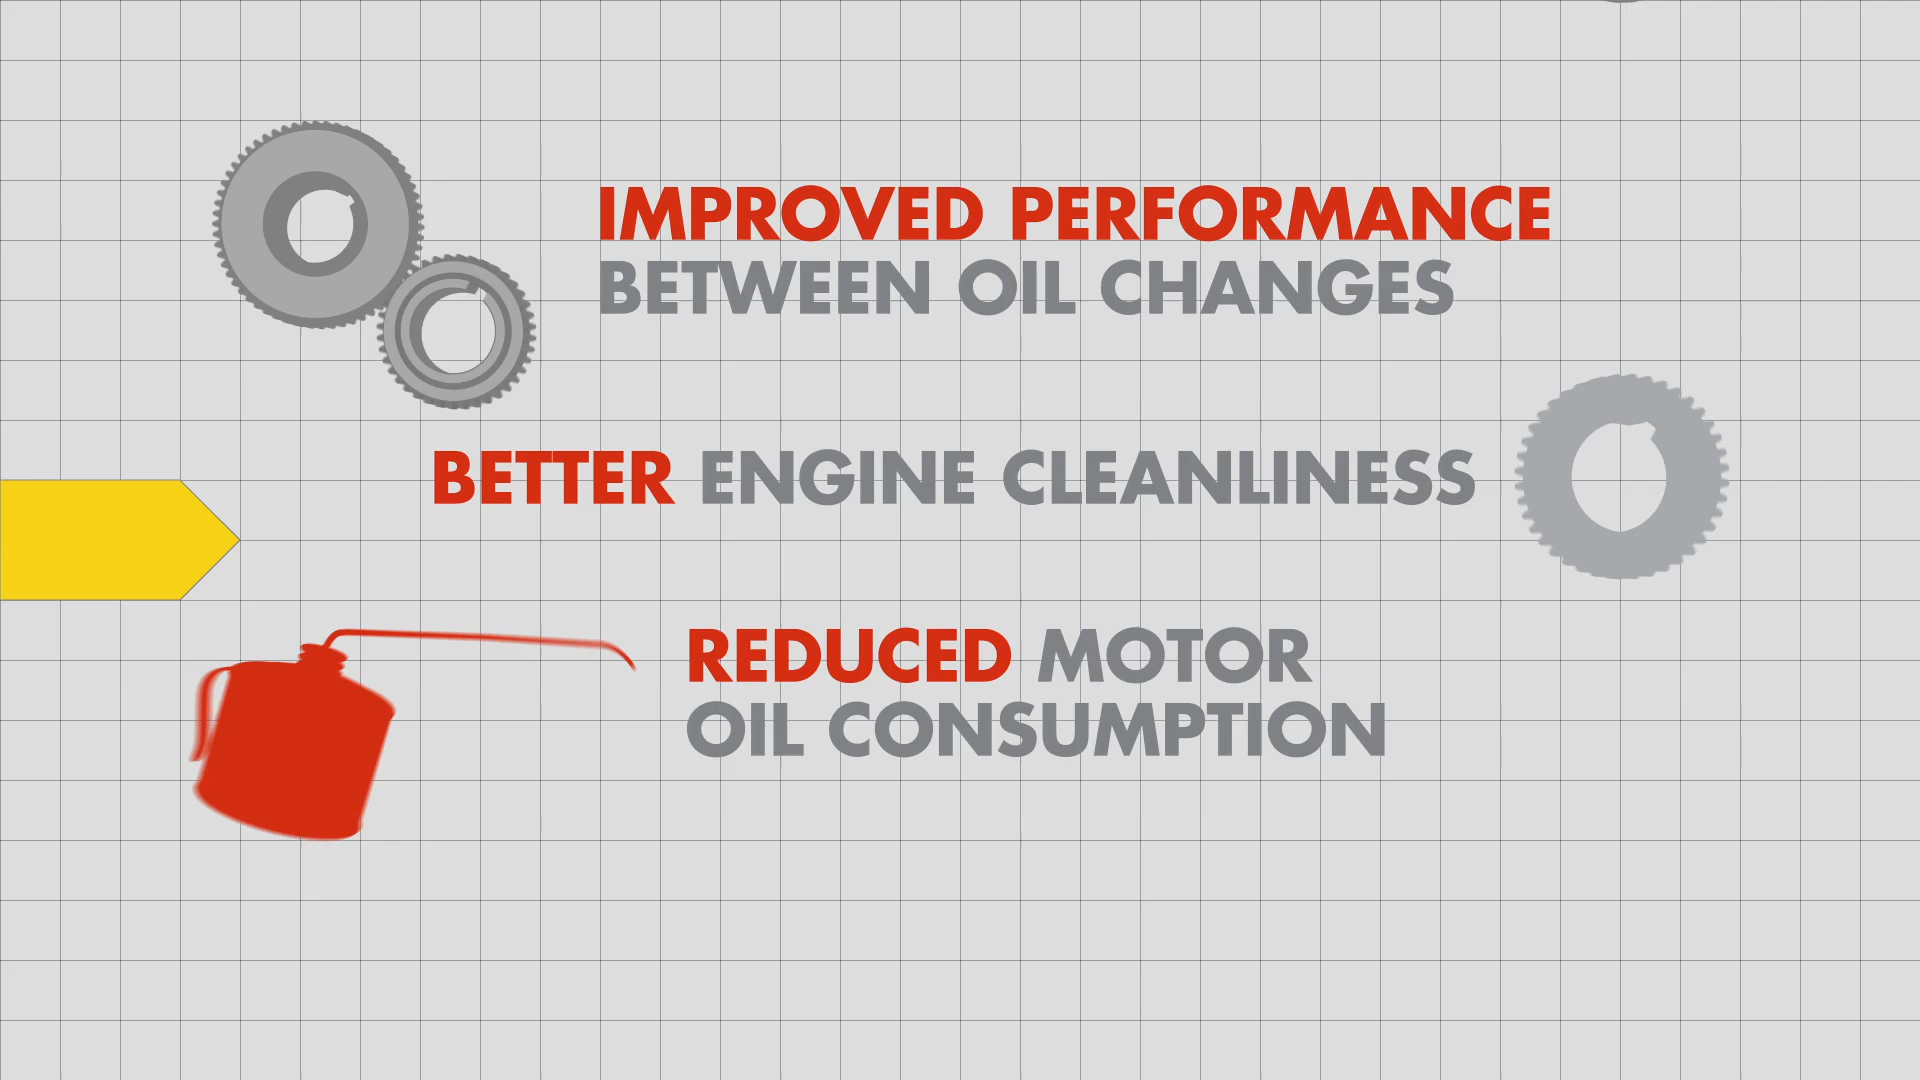 IMPROVED PERFORMANCE
BETWEEN OIL CHANGES
BETTER ENGINE CLEANLINESS
REDUCED MOTOR
OIL CONSUMPTION